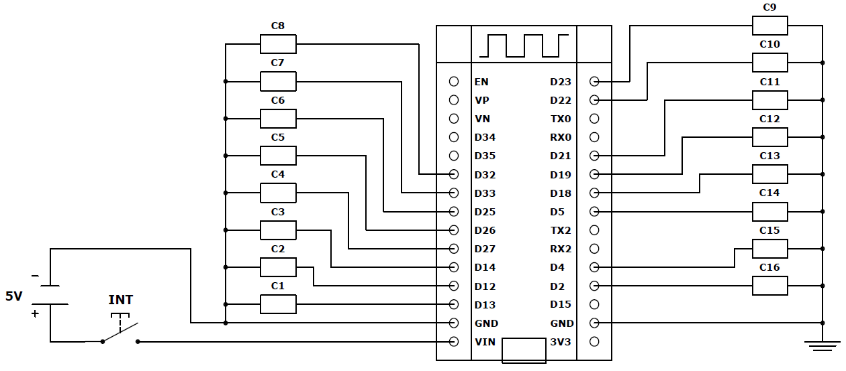 C9
C8
C10
C7
EN
D23
C11
C6
VP
D22
C12
VN
TX0
C5
D34
RX0
C13
D35
D21
C4
C14
D32
D19
D33
D18
C3
D25
D5
C15
D26
TX2
C2
C16
D27
RX2
D14
D4
C1
D12
D2
5V
INT
D13
D15
GND
GND
VIN
3V3